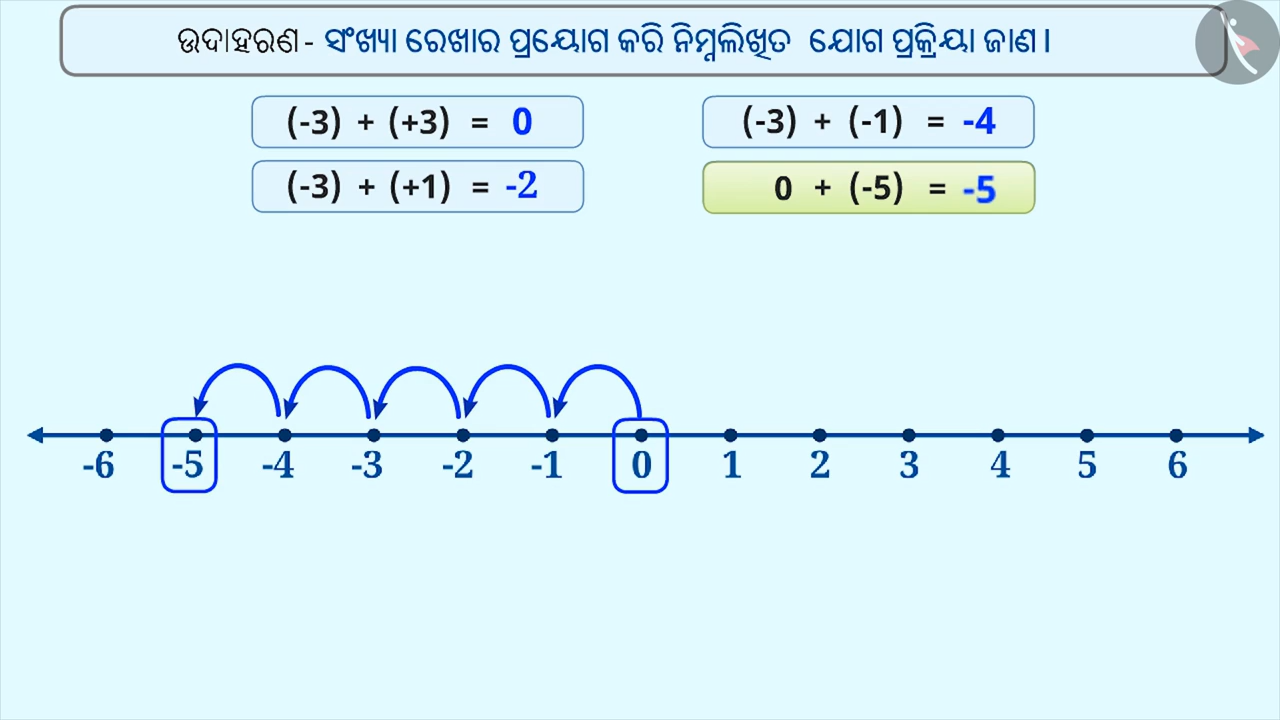 ଉଦାହରଣ - ସଂଖ୍ୟା ରେଖାର ପ୍ରୟୋଗ କରି ନିମ୍ନଲିଖିତ ଯୋଗ ପ୍ରକ୍ରିୟା ଜାଣ ।
(-3) + (+3) = 0
(-3) + (-1) = -4
(-3) + (+1) = -2
0 + (-5) = -5
-6 -5 -4 -3 -2 -1 0 1 2 3 4 5 6